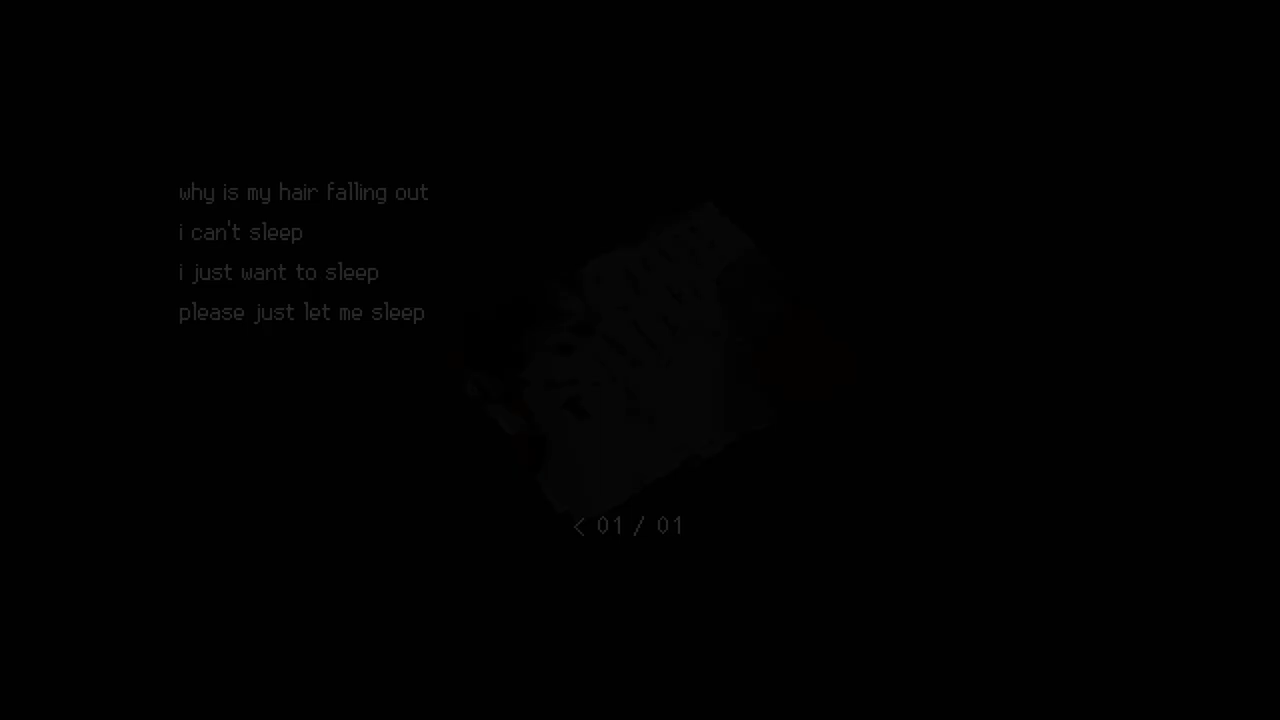 why is my hair falling out
i can't sleep
i just want to sleep
please just let me sleep
< 01 / 01